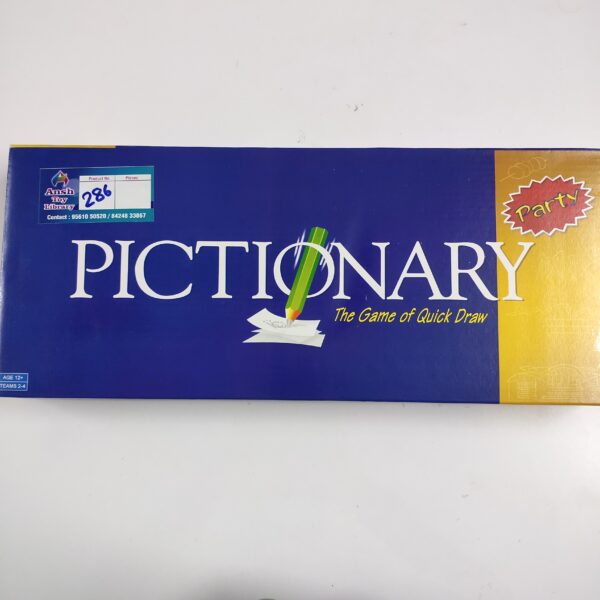 Ansh
Toy
Library
Product No.
Pieces
286
Contact : 95610 50520 / 84248 33867
Party
PICTIONARY
The Game of Quick Draw
AGE 12+
TEAMS 2-4